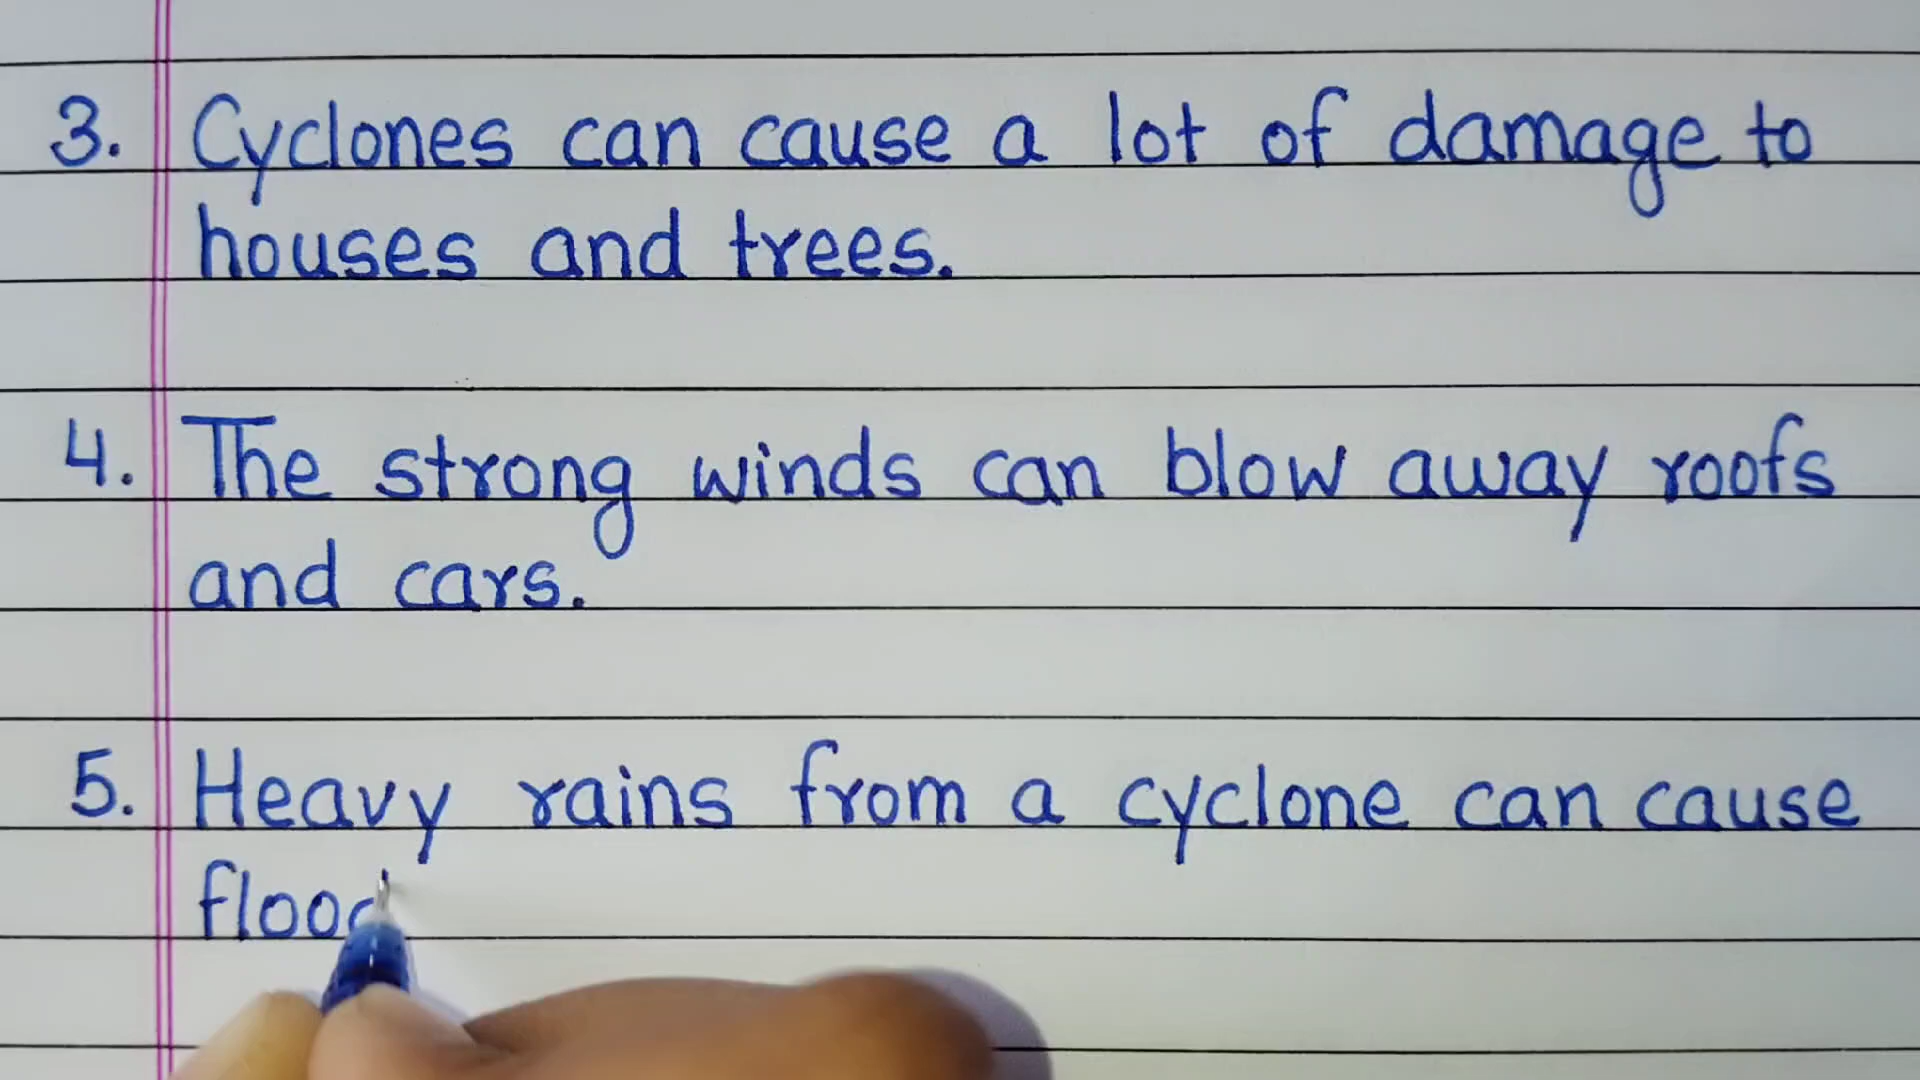 3. Cyclones can cause a lot of damage to
houses and trees.
4. The strong winds can blow away roofs
and cars.
5. Heavy rains from a cyclone can cause
flood